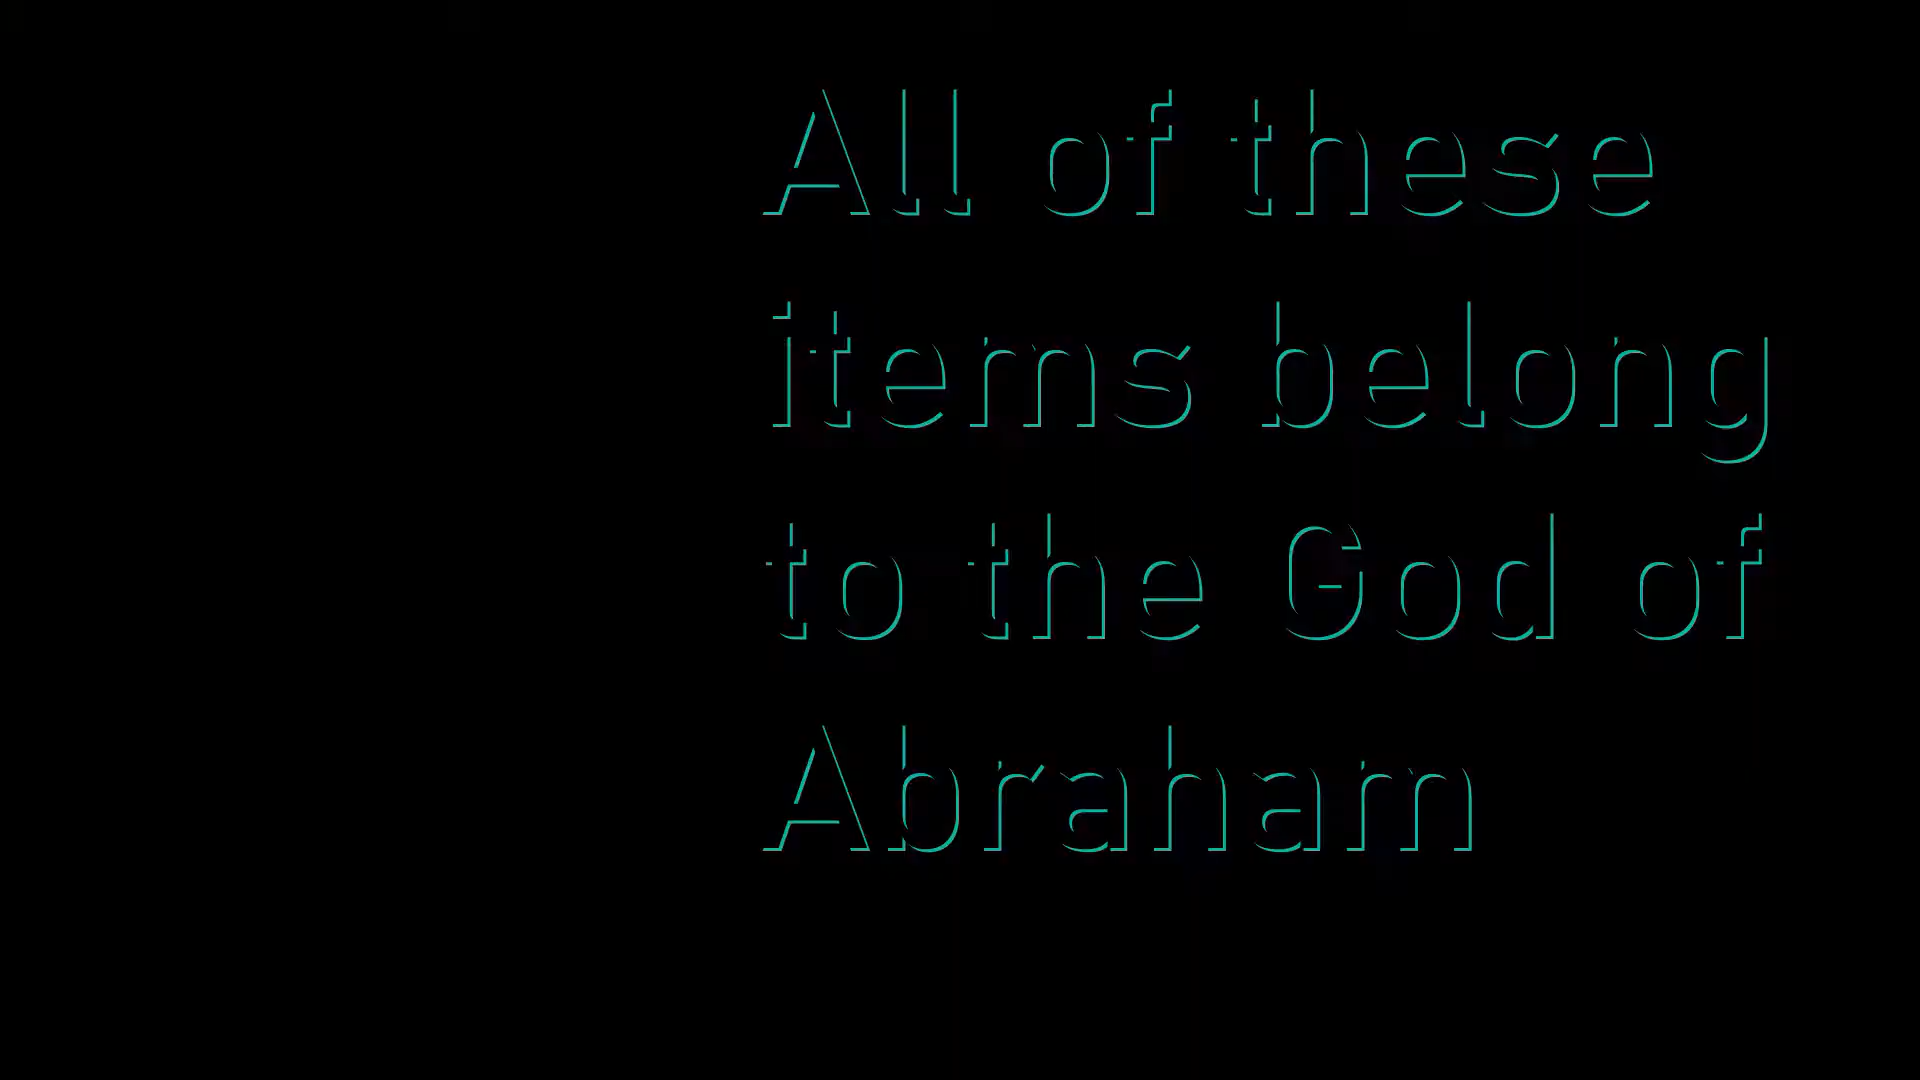 All of these
items belong
to the God of
Abraham